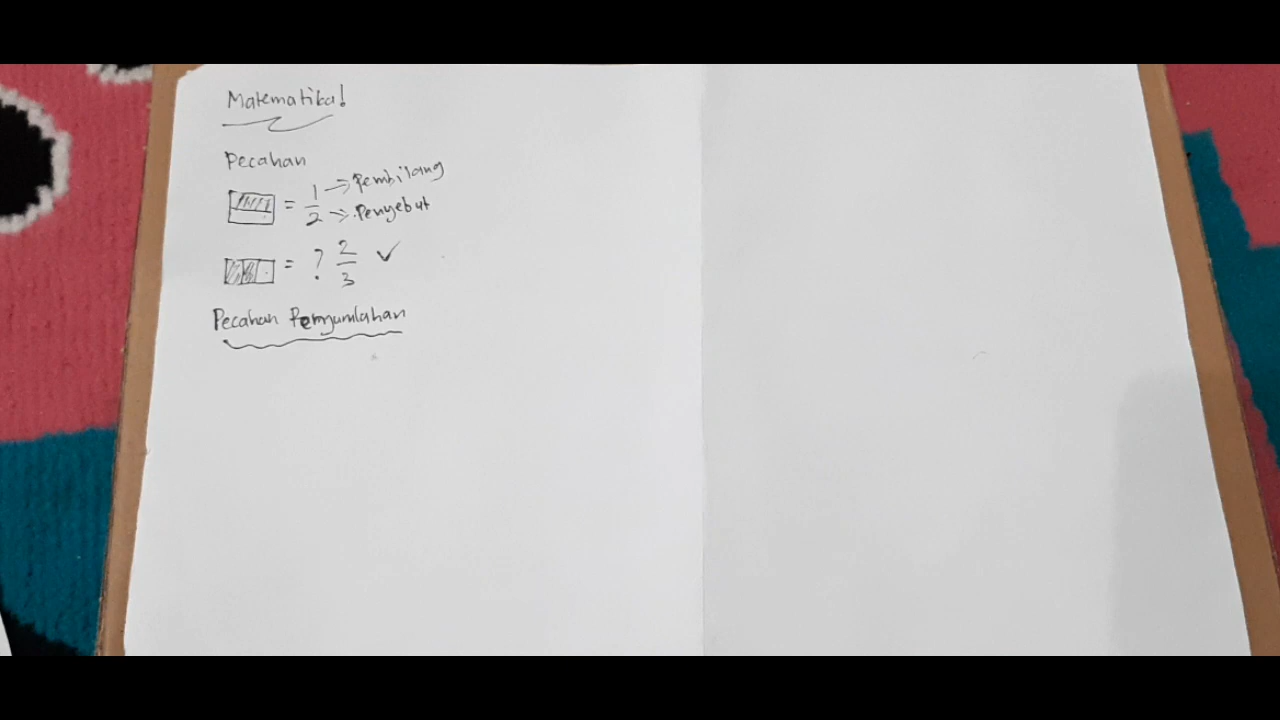 Matematika!
Pecahan
= 1/2 → Pembilang
→ Penyebut
= ? 2/3 ✓
Pecahan Penjumlahan